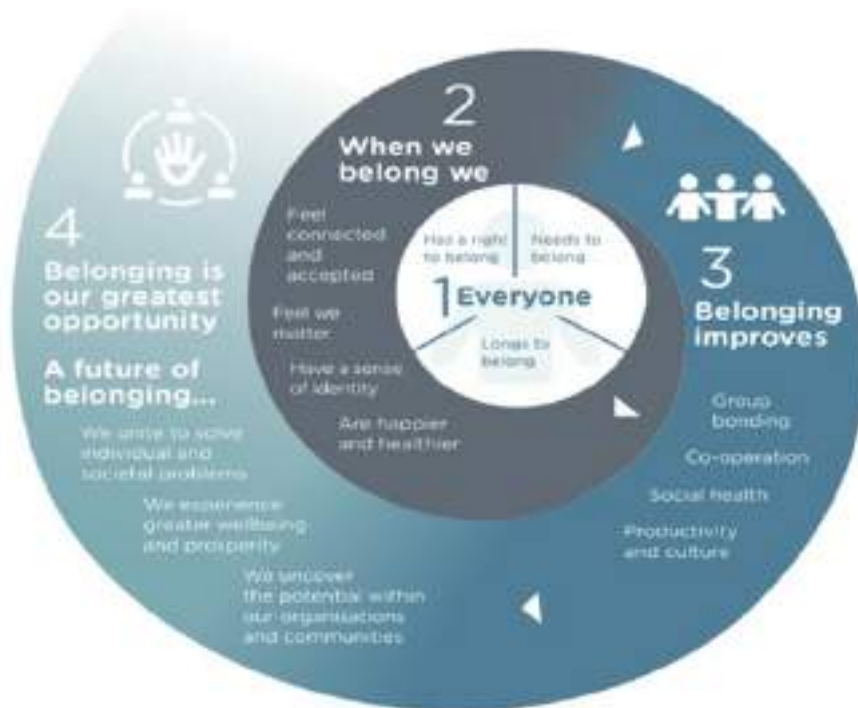 1 Everyone
Has a right
to belong
Needs to
belong
Longs to
belong
2
When we
belong we
Feel
connected
and
accepted
Feel we
matter
Have a sense
of identity
Are happier
and healthier
3
Belonging
improves
Group
bonding
Co-operation
Social health
Productivity
and culture
4
Belonging is
our greatest
opportunity
A future of
belonging...
We unite to solve
individual and
societal problems
We experience
greater wellbeing
and prosperity
We uncover
the potential within
our organisations
and communities